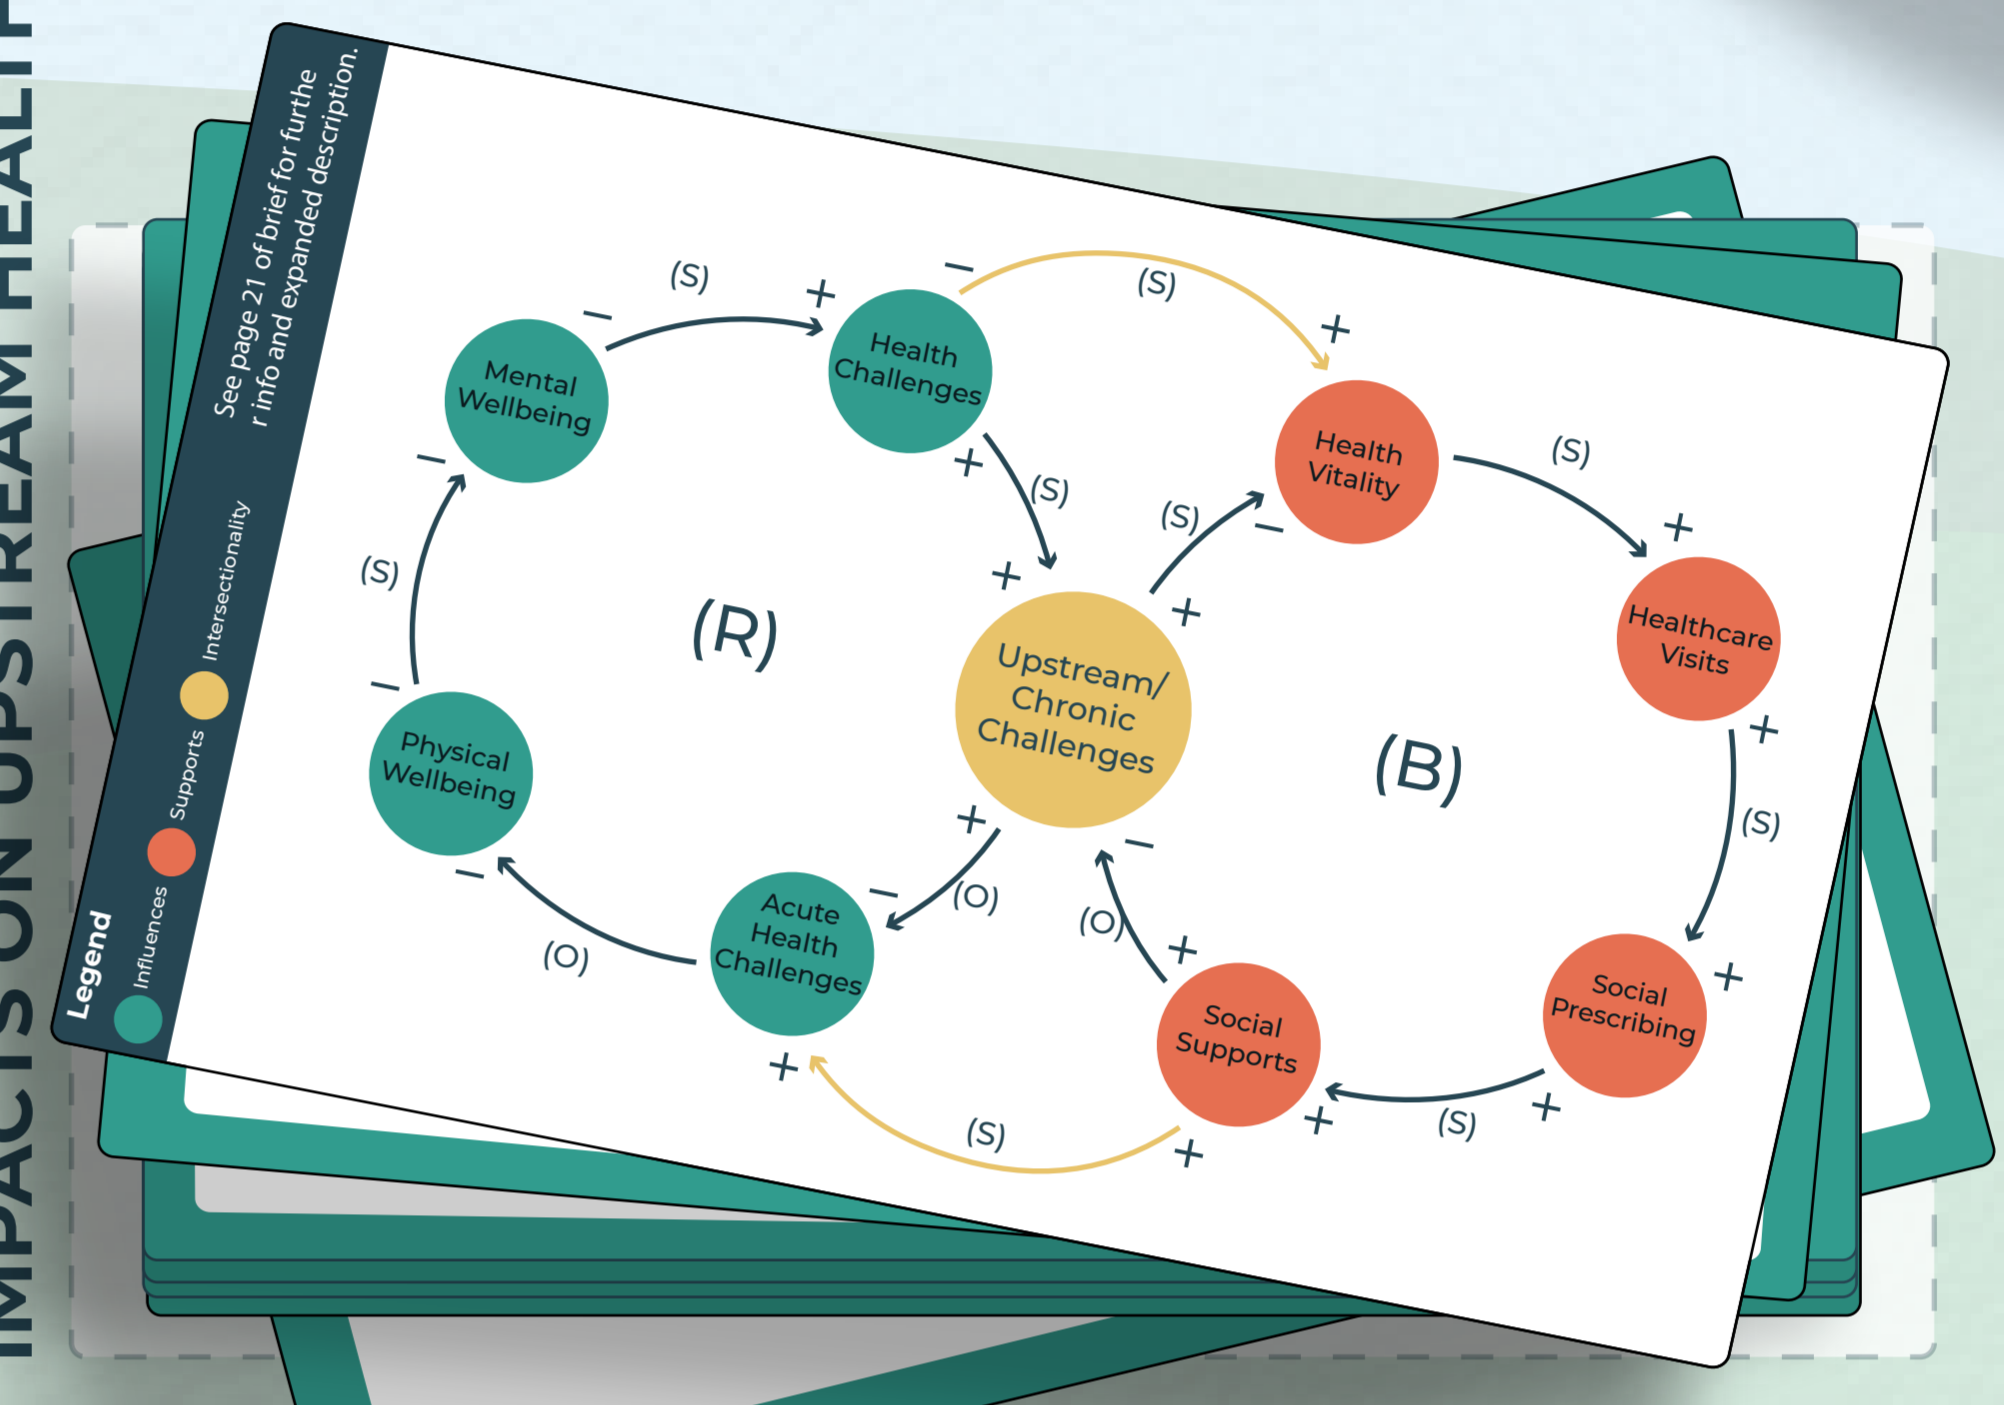 IMPACTS ON UPSTREAM HEALTH
See page 21 of brief for furthe
r info and expanded description.
Legend
Influences
Supports
Intersectionality
Mental
Wellbeing
− (S) +
Health
Challenges
− (S) +
Health
Vitality
(S) +
Healthcare
Visits
+ (S) +
Social
Prescribing
+ (S) +
Social
Supports
+ (O) −
+ (S) +
+ (S) +
Upstream/
Chronic
Challenges
+ (S) −
+ (O) −
Acute
Health
Challenges
(O) −
Physical
Wellbeing
− (S) −
(R)
(B)